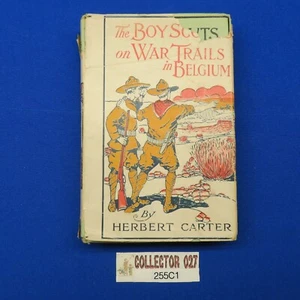 The BOY SCOUTS
on WAR TRAILS
in BELGIUM
By
HERBERT CARTER
COLLECTOR 027
255C1